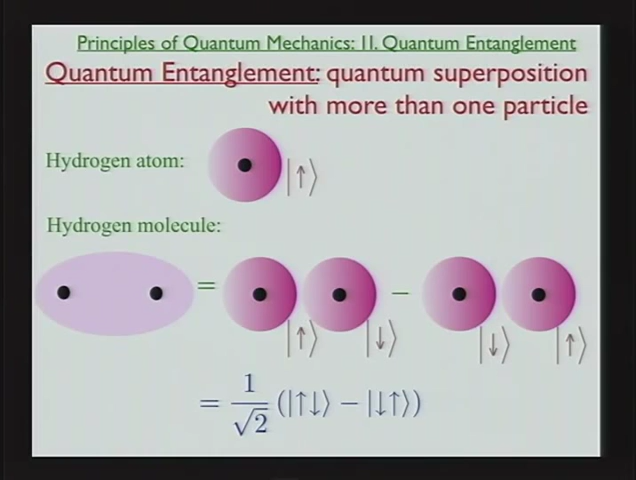 Principles of Quantum Mechanics: II. Quantum Entanglement
Quantum Entanglement: quantum superposition
with more than one particle
Hydrogen atom:
|↑⟩
Hydrogen molecule:
= −
|↑⟩ |↓⟩ |↓⟩ |↑⟩
= 1/√2 (|↑↓⟩ − |↓↑⟩)